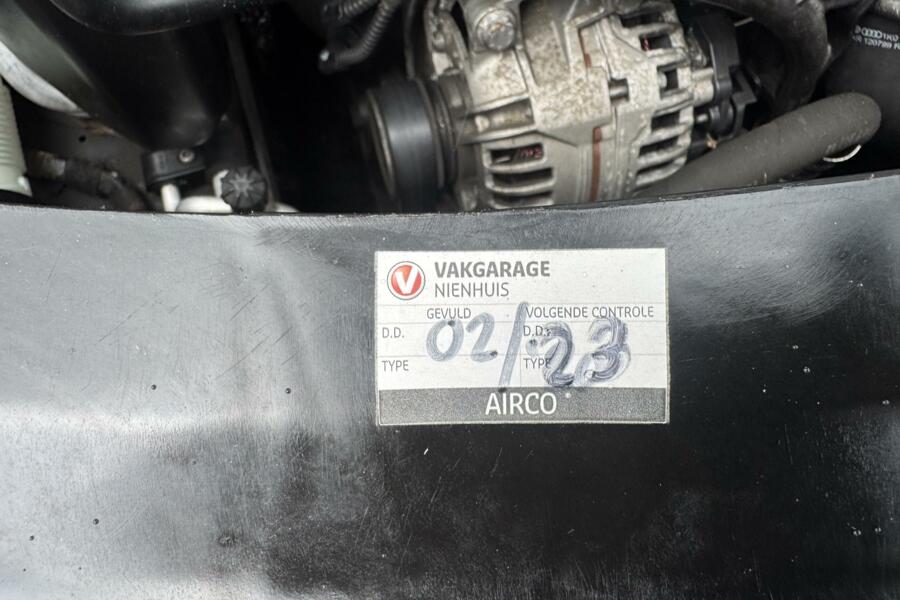 VAKGARAGE
NIENHUIS
GEVULD VOLGENDE CONTROLE
D.D. 02/23 D.D.
TYPE TYPE
AIRCO